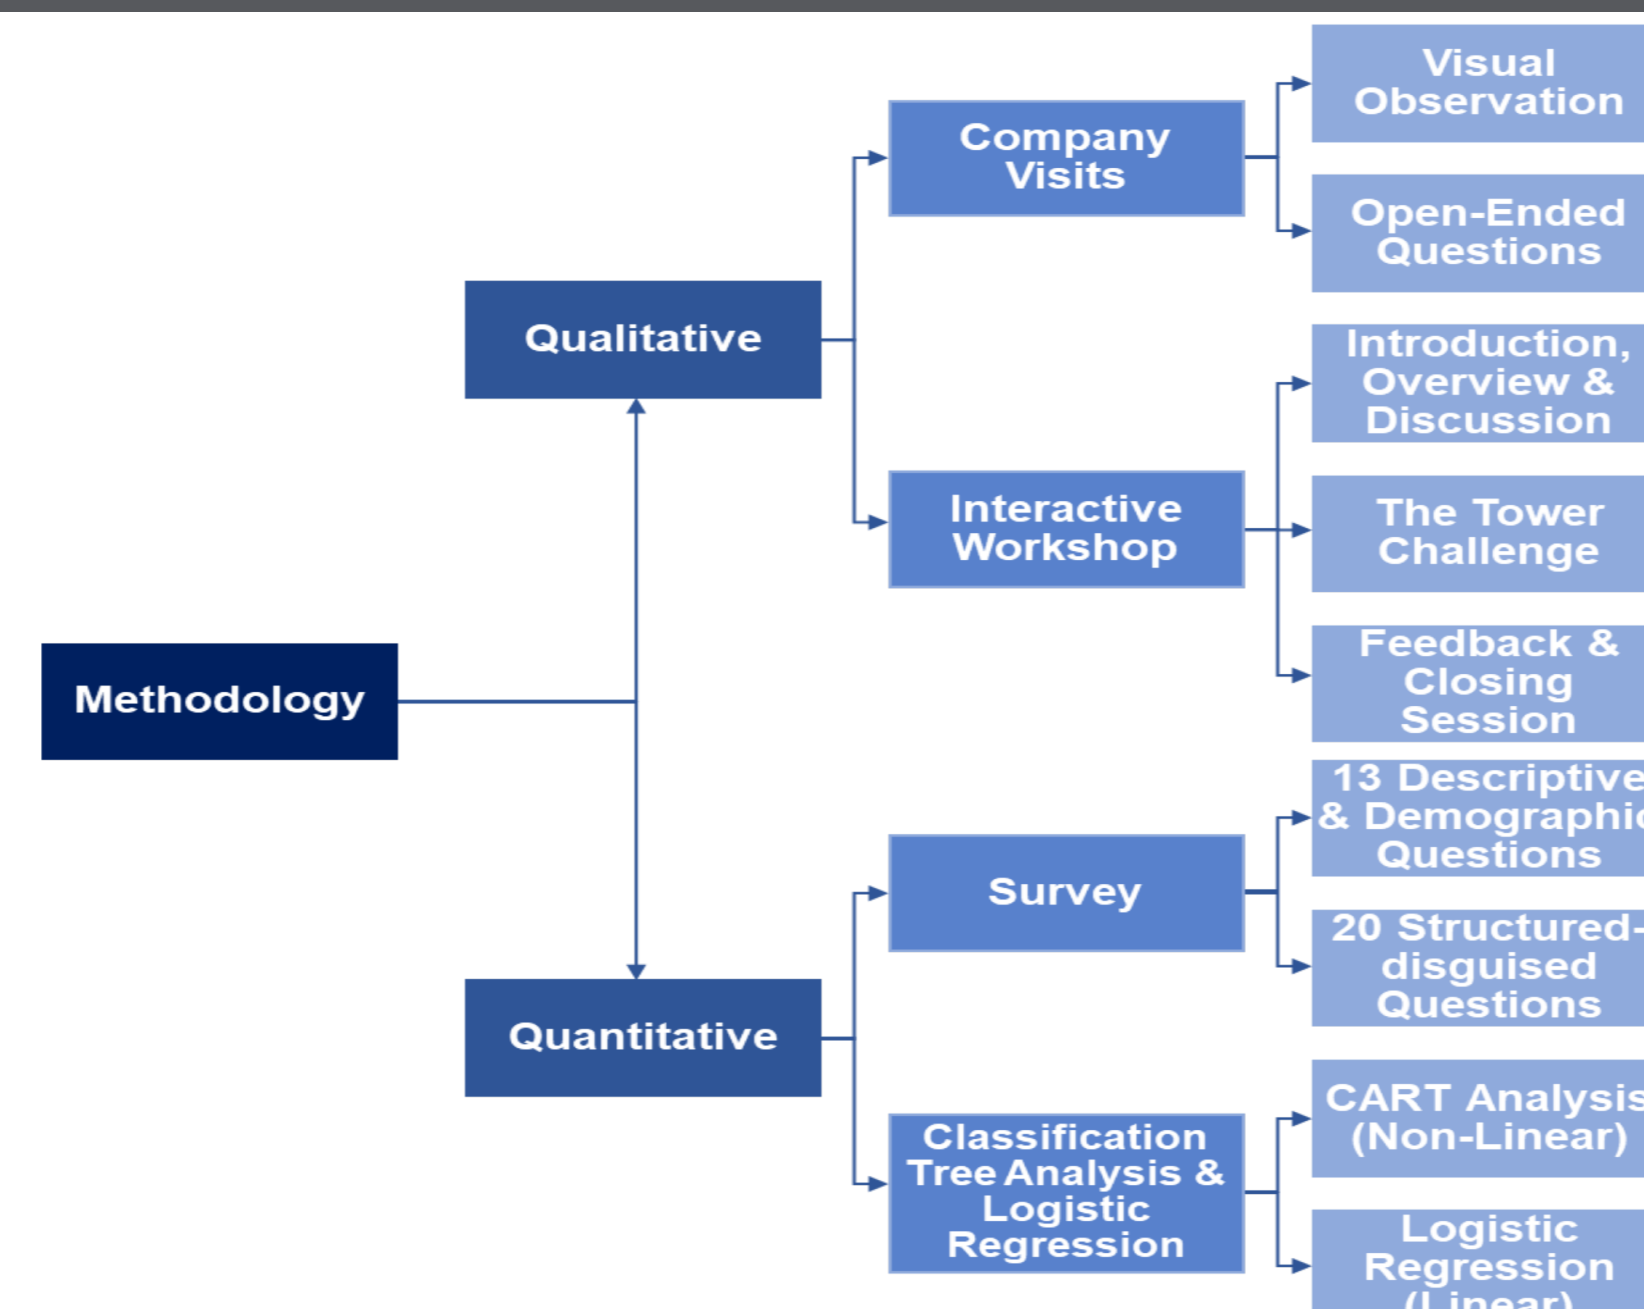 Visual
Observation
Company
Visits
Open-Ended
Questions
Qualitative
Introduction,
Overview &
Discussion
Interactive
Workshop
The Tower
Challenge
Feedback &
Closing
Session
Methodology
13 Descriptive
& Demographic
Questions
Survey
20 Structured-
disguised
Questions
Quantitative
CART Analysis
(Non-Linear)
Classification
Tree Analysis &
Logistic
Regression
Logistic
Regression
(Linear)